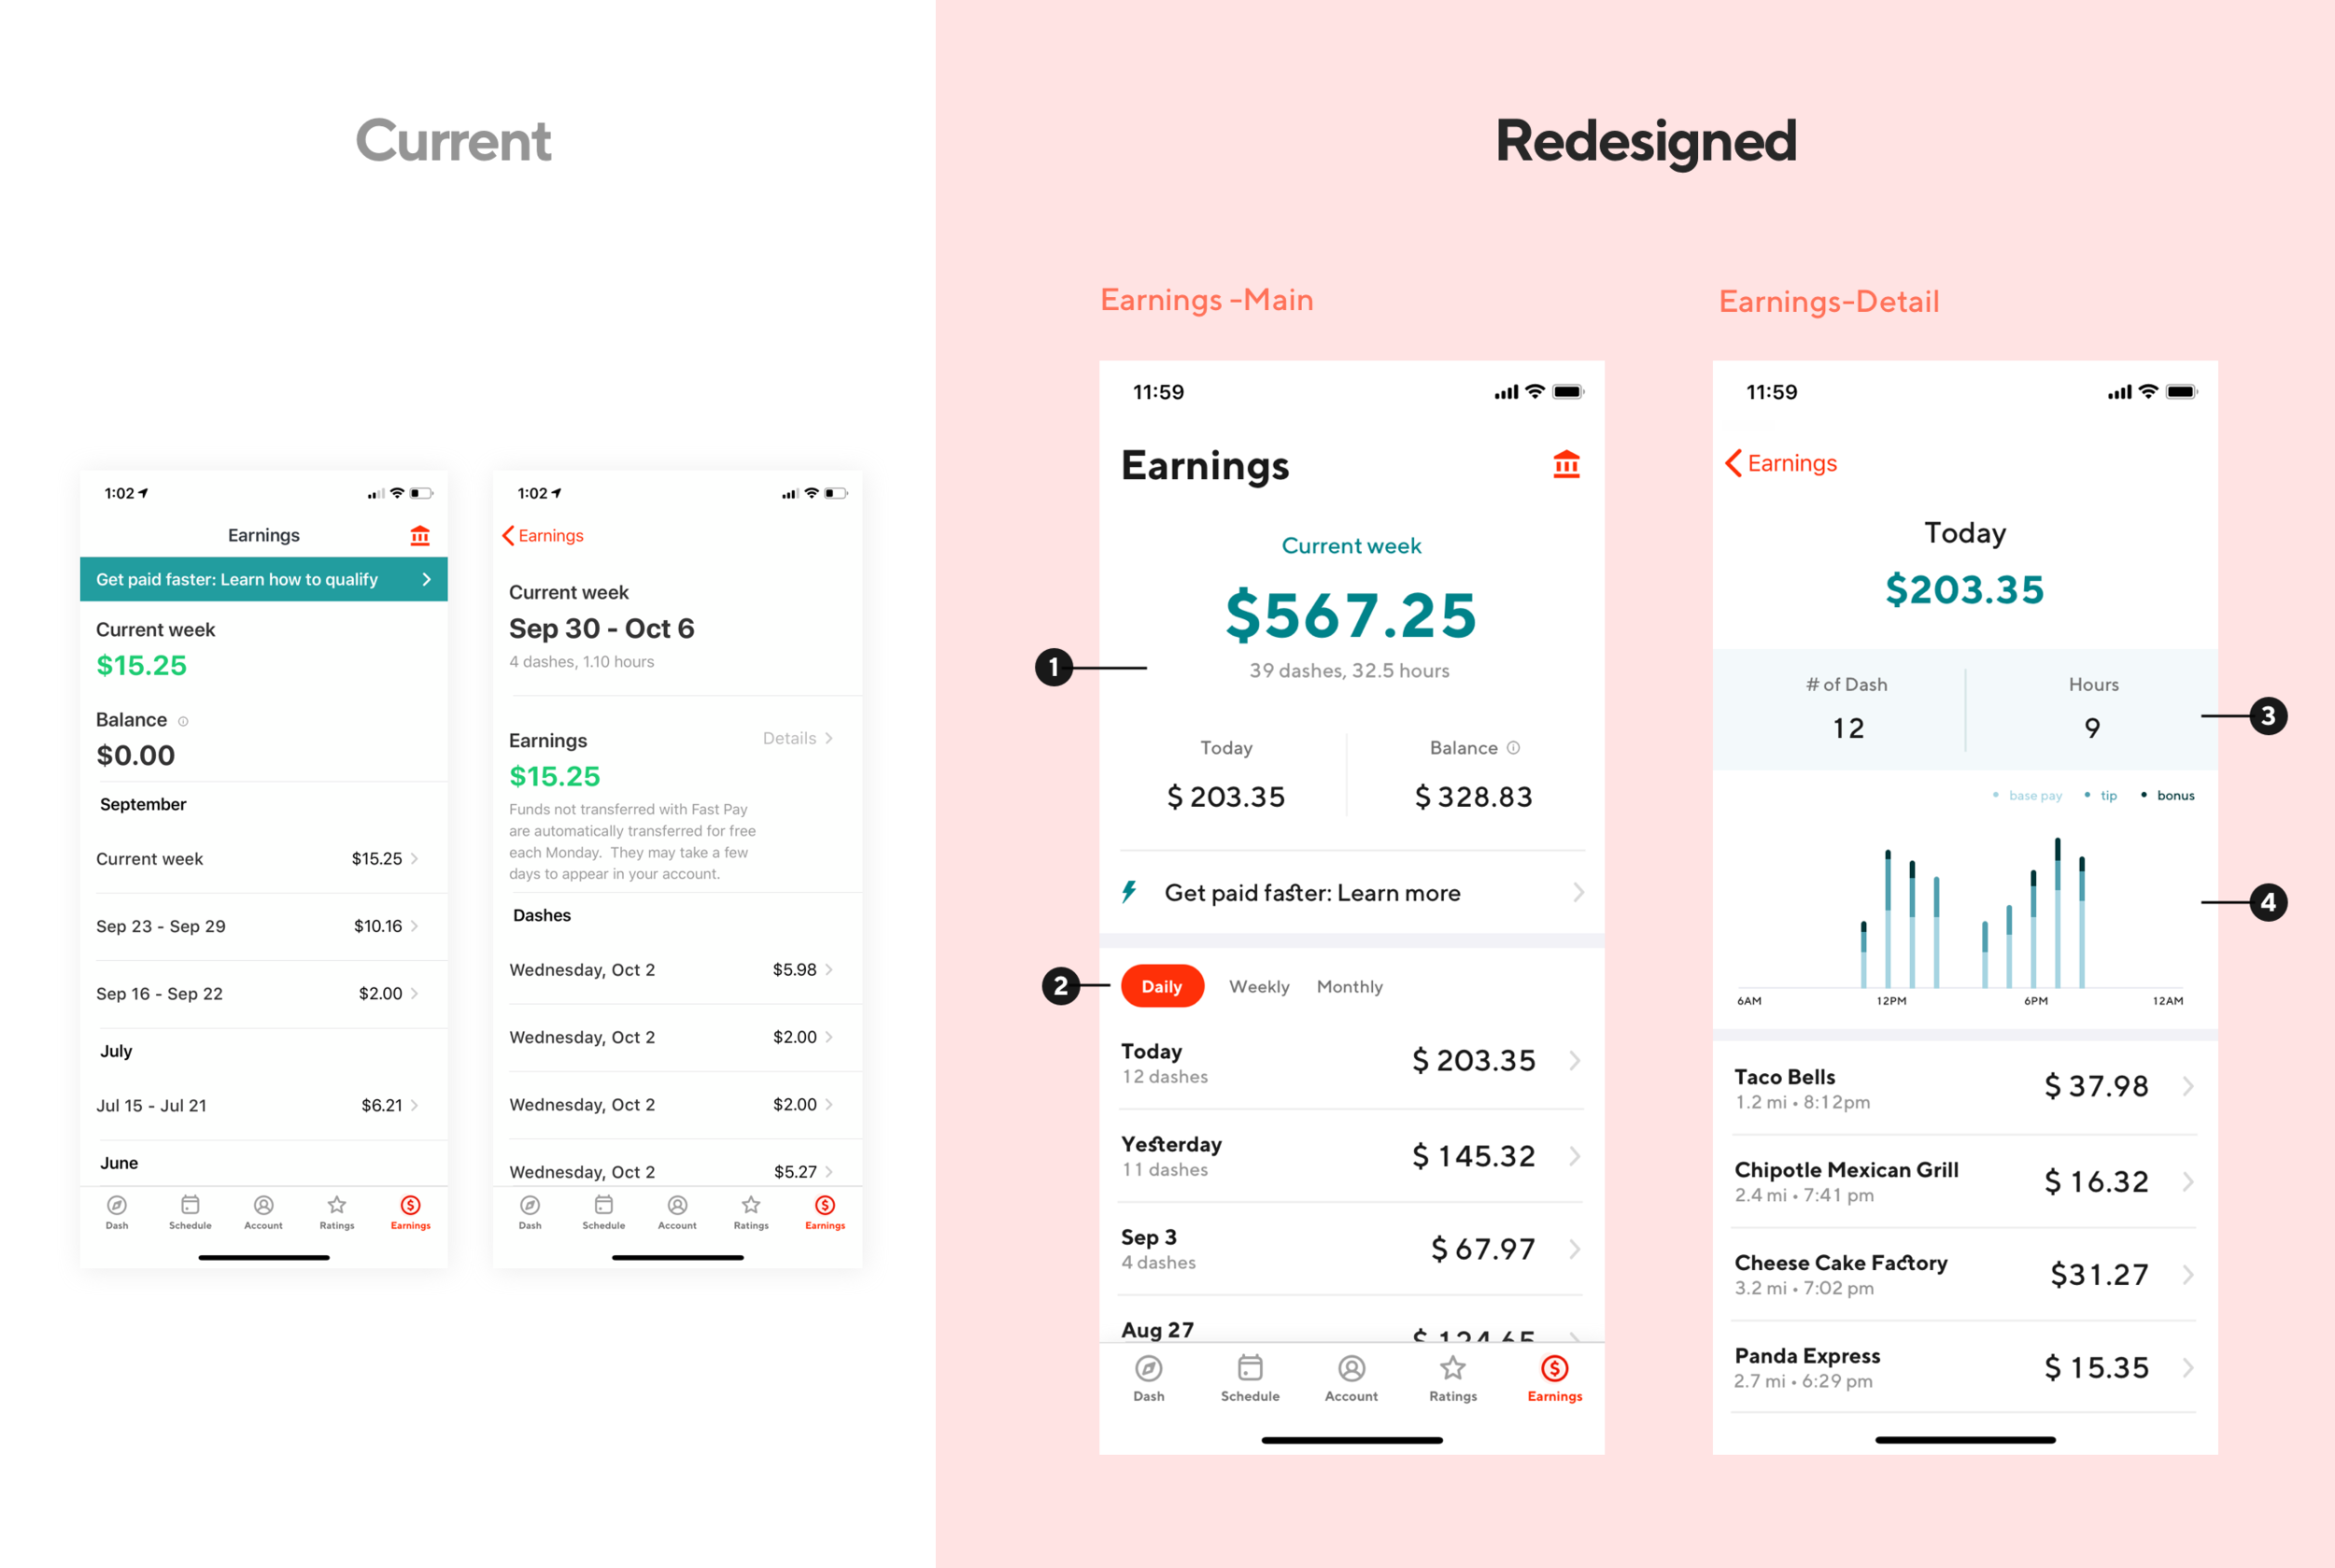 Current
1:02
Earnings
Get paid faster: Learn how to qualify
Current week
$15.25
Balance
$0.00
September
Current week $15.25
Sep 23 - Sep 29 $10.16
Sep 16 - Sep 22 $2.00
July
Jul 15 - Jul 21 $6.21
June
Dash Schedule Account Ratings Earnings
1:02
Earnings
Current week
Sep 30 - Oct 6
4 dashes, 1.10 hours
Earnings Details
$15.25
Funds not transferred with Fast Pay
are automatically transferred for free
each Monday. They may take a few
days to appear in your account.
Dashes
Wednesday, Oct 2 $5.98
Wednesday, Oct 2 $2.00
Wednesday, Oct 2 $2.00
Wednesday, Oct 2 $5.27
Dash Schedule Account Ratings Earnings
Redesigned
Earnings -Main
11:59
Earnings
Current week
$567.25
1
39 dashes, 32.5 hours
Today Balance
$ 203.35 $ 328.83
Get paid faster: Learn more
2
Daily Weekly Monthly
Today $ 203.35
12 dashes
Yesterday $ 145.32
11 dashes
Sep 3 $ 67.97
4 dashes
Aug 27 $ 124.65
Dash Schedule Account Ratings Earnings
Earnings-Detail
11:59
Earnings
Today
$203.35
# of Dash Hours
12 9
3
base pay tip bonus
4
6AM 12PM 6PM 12AM
Taco Bells $ 37.98
1.2 mi • 8:12pm
Chipotle Mexican Grill $ 16.32
2.4 mi • 7:41 pm
Cheese Cake Factory $31.27
3.2 mi • 7:02 pm
Panda Express $ 15.35
2.7 mi • 6:29 pm